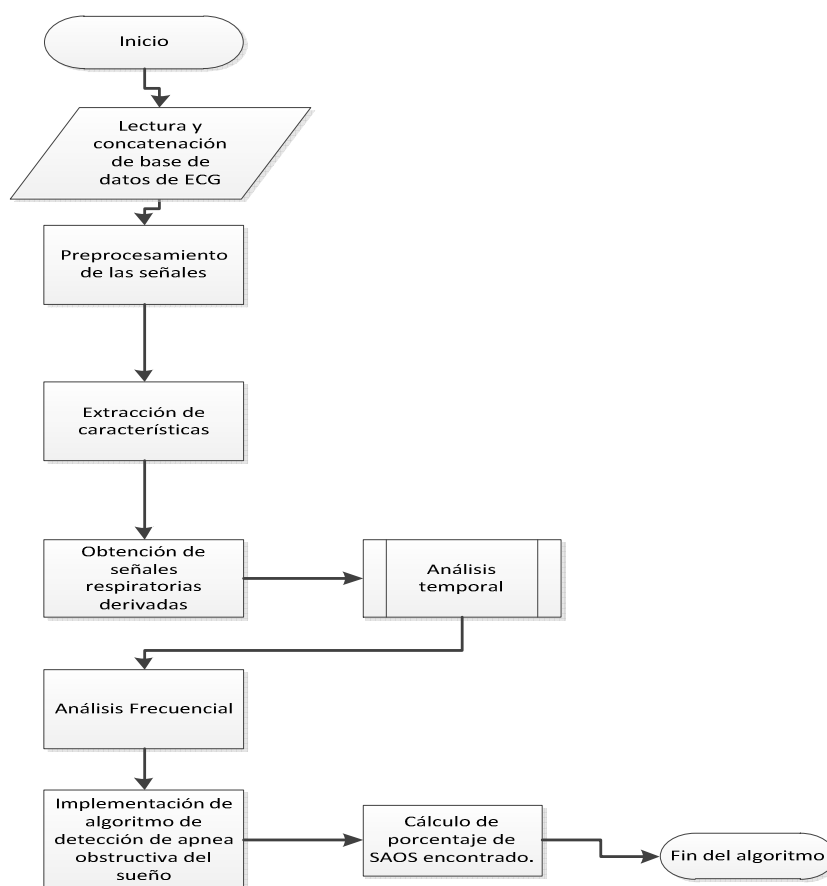 Inicio
Lectura y
concatenación
de base de
datos de ECG
Preprocesamiento
de las señales
Extracción de
características
Obtención de
señales
respiratorias
derivadas
Análisis
temporal
Análisis Frecuencial
Implementación de
algoritmo de
detección de apnea
obstructiva del
sueño
Cálculo de
porcentaje de
SAOS encontrado.
Fin del algoritmo